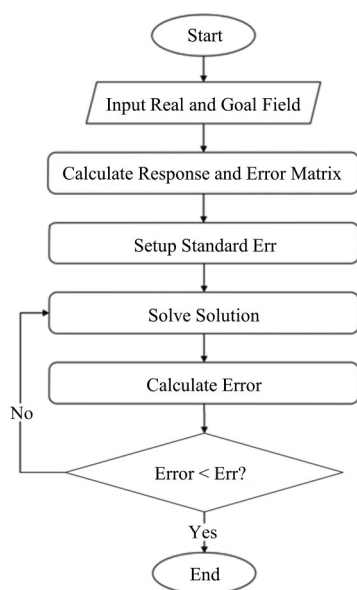 Start
Input Real and Goal Field
Calculate Response and Error Matrix
Setup Standard Err
Solve Solution
Calculate Error
No
Error < Err?
Yes
End